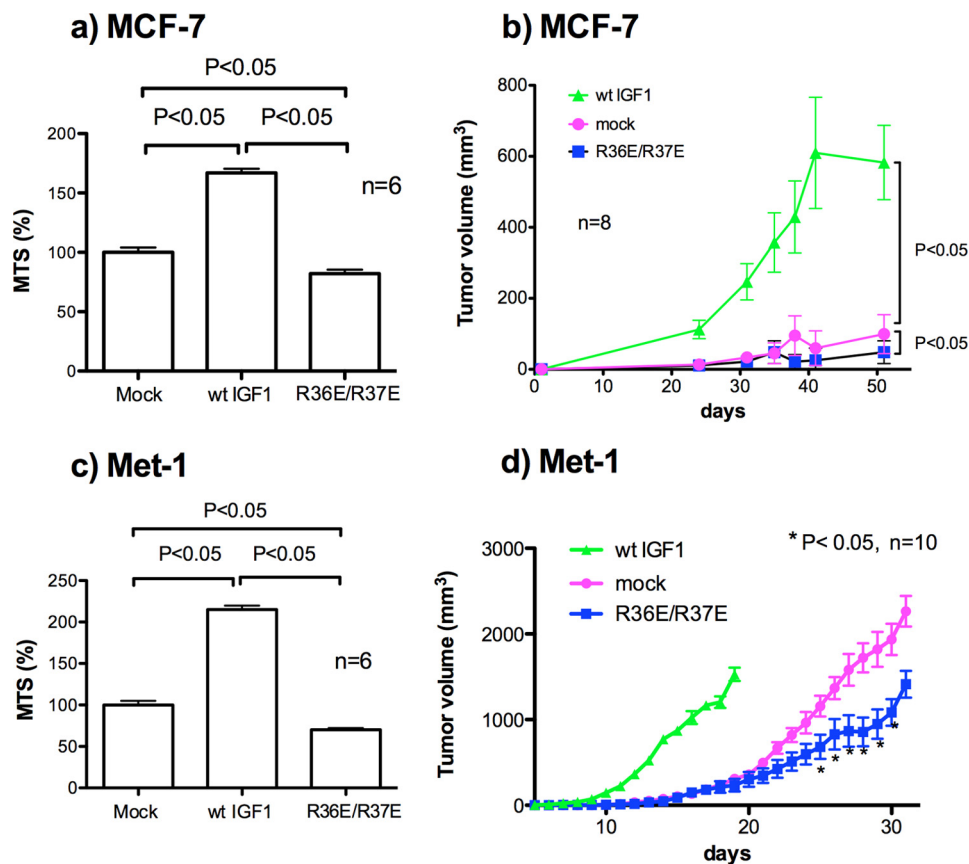 a) MCF-7
P<0.05
P<0.05 P<0.05
n=6
MTS (%)
200
150
100
50
0
Mock wt IGF1 R36E/R37E
b) MCF-7
wt IGF1
mock
R36E/R37E
n=8
Tumor volume (mm³)
800
600
400
200
0
0 10 20 30 40 50
days
P<0.05
P<0.05
c) Met-1
P<0.05
P<0.05 P<0.05
n=6
MTS (%)
250
200
150
100
50
0
Mock wt IGF1 R36E/R37E
d) Met-1
* P< 0.05, n=10
wt IGF1
mock
R36E/R37E
Tumor volume (mm³)
3000
2000
1000
0
* * * * * *
10 20 30
days